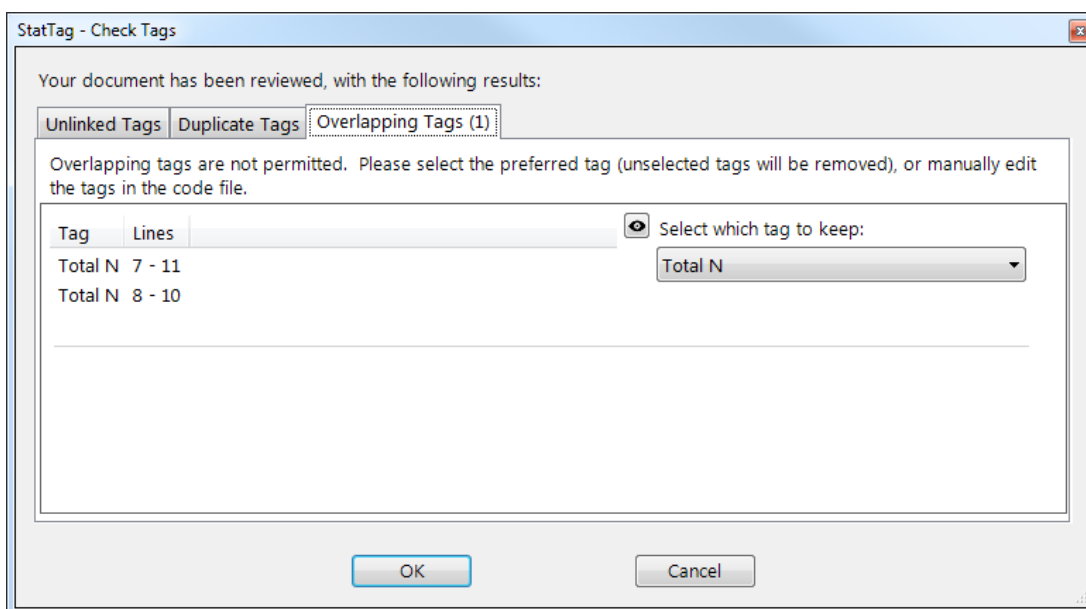 StatTag - Check Tags
Your document has been reviewed, with the following results:
Unlinked Tags Duplicate Tags Overlapping Tags (1)
Overlapping tags are not permitted. Please select the preferred tag (unselected tags will be removed), or manually edit
the tags in the code file.
Tag Lines Select which tag to keep:
Total N 7 - 11 Total N
Total N 8 - 10
OK Cancel